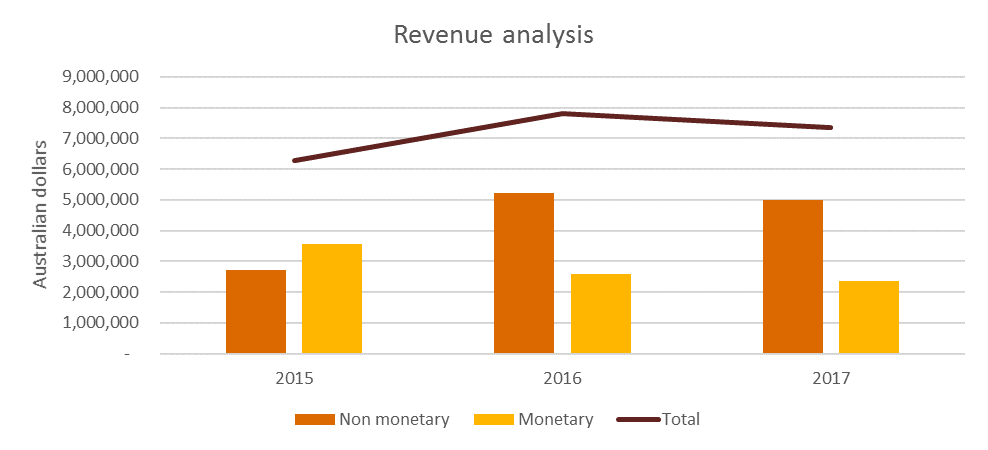 Revenue analysis
Australian dollars
9,000,000
8,000,000
7,000,000
6,000,000
5,000,000
4,000,000
3,000,000
2,000,000
1,000,000
-
2015 2016 2017
Non monetary Monetary Total